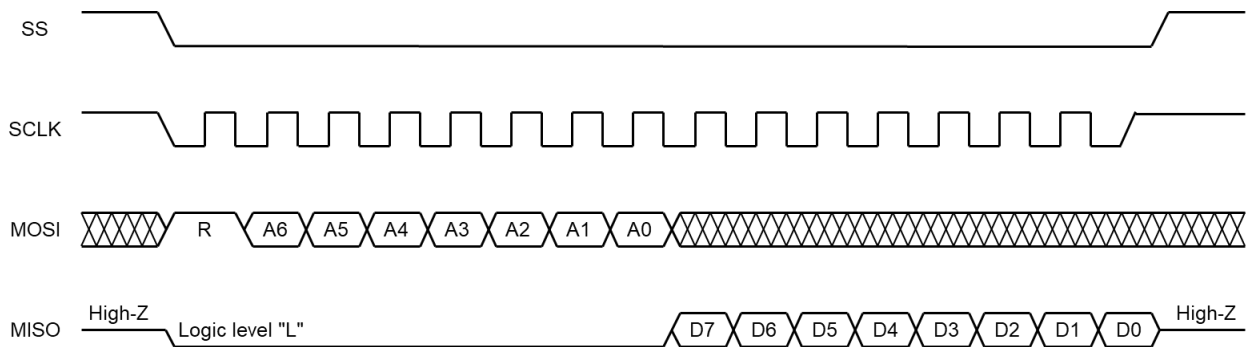 SS
SCLK
MOSI R A6 A5 A4 A3 A2 A1 A0
MISO High-Z Logic level "L" D7 D6 D5 D4 D3 D2 D1 D0 High-Z